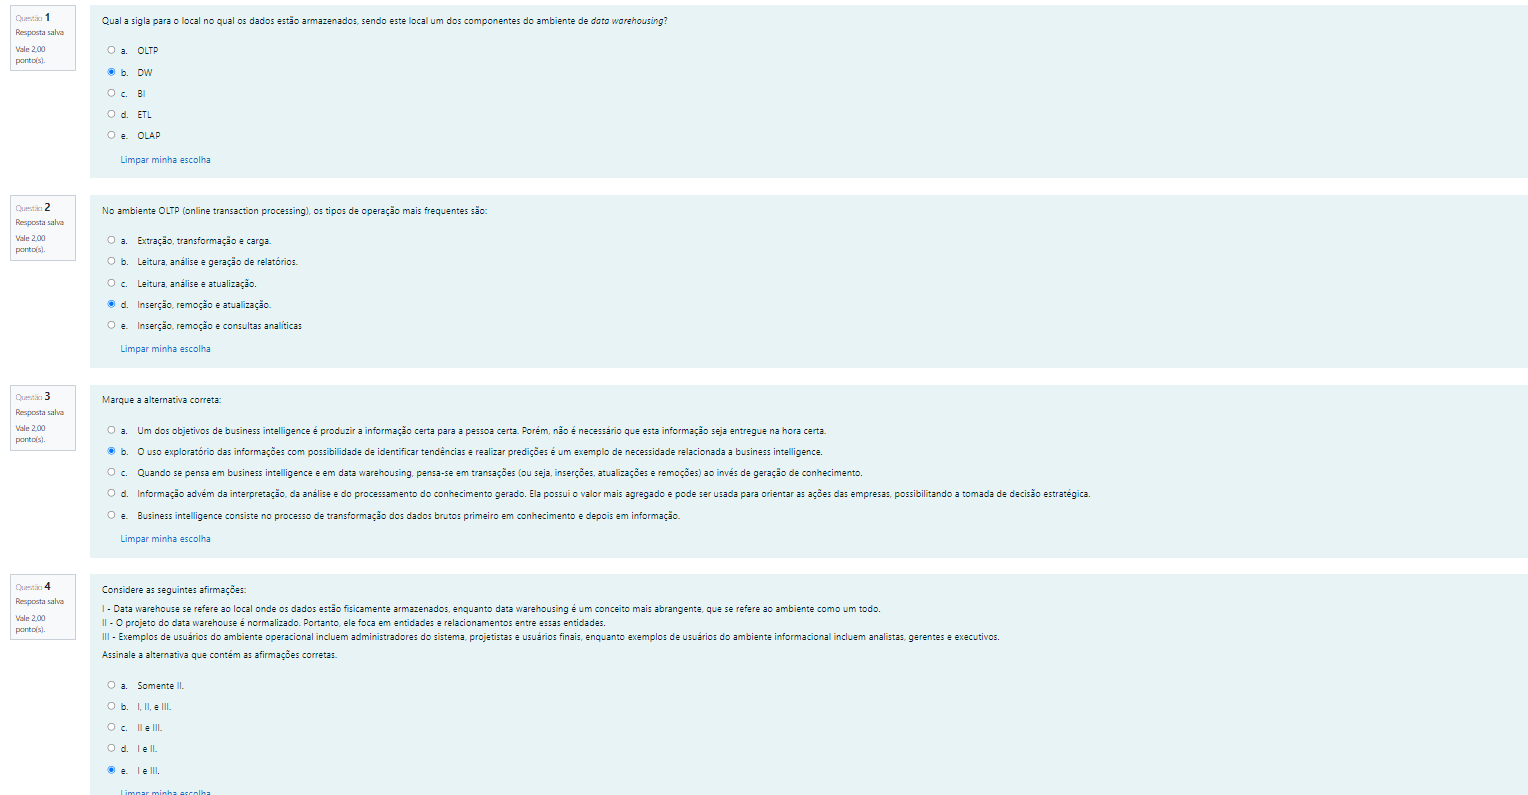 Questão 1
Resposta salva
Vale 2,00
ponto(s).
Qual a sigla para o local no qual os dados estão armazenados, sendo este local um dos componentes do ambiente de data warehousing?
a. OLTP
b. DW
c. BI
d. ETL
e. OLAP
Limpar minha escolha
Questão 2
Resposta salva
Vale 2,00
ponto(s).
No ambiente OLTP (online transaction processing), os tipos de operação mais frequentes são:
a. Extração, transformação e carga.
b. Leitura, análise e geração de relatórios.
c. Leitura, análise e atualização.
d. Inserção, remoção e atualização.
e. Inserção, remoção e consultas analíticas
Limpar minha escolha
Questão 3
Resposta salva
Vale 2,00
ponto(s).
Marque a alternativa correta:
a. Um dos objetivos de business intelligence é produzir a informação certa para a pessoa certa. Porém, não é necessário que esta informação seja entregue na hora certa.
b. O uso exploratório das informações com possibilidade de identificar tendências e realizar predições é um exemplo de necessidade relacionada a business intelligence.
c. Quando se pensa em business intelligence e em data warehousing, pensa-se em transações (ou seja, inserções, atualizações e remoções) ao invés de geração de conhecimento.
d. Informação advém da interpretação, da análise e do processamento do conhecimento gerado. Ela possui o valor mais agregado e pode ser usada para orientar as ações das empresas, possibilitando a tomada de decisão estratégica.
e. Business intelligence consiste no processo de transformação dos dados brutos primeiro em conhecimento e depois em informação.
Limpar minha escolha
Questão 4
Resposta salva
Vale 2,00
ponto(s).
Considere as seguintes afirmações:
I - Data warehouse se refere ao local onde os dados estão fisicamente armazenados, enquanto data warehousing é um conceito mais abrangente, que se refere ao ambiente como um todo.
II - O projeto do data warehouse é normalizado. Portanto, ele foca em entidades e relacionamentos entre essas entidades.
III - Exemplos de usuários do ambiente operacional incluem administradores do sistema, projetistas e usuários finais, enquanto exemplos de usuários do ambiente informacional incluem analistas, gerentes e executivos.
Assinale a alternativa que contém as afirmações corretas.
a. Somente II.
b. I, II, e III.
c. II e III.
d. I e II.
e. I e III.
Limpar minha escolha